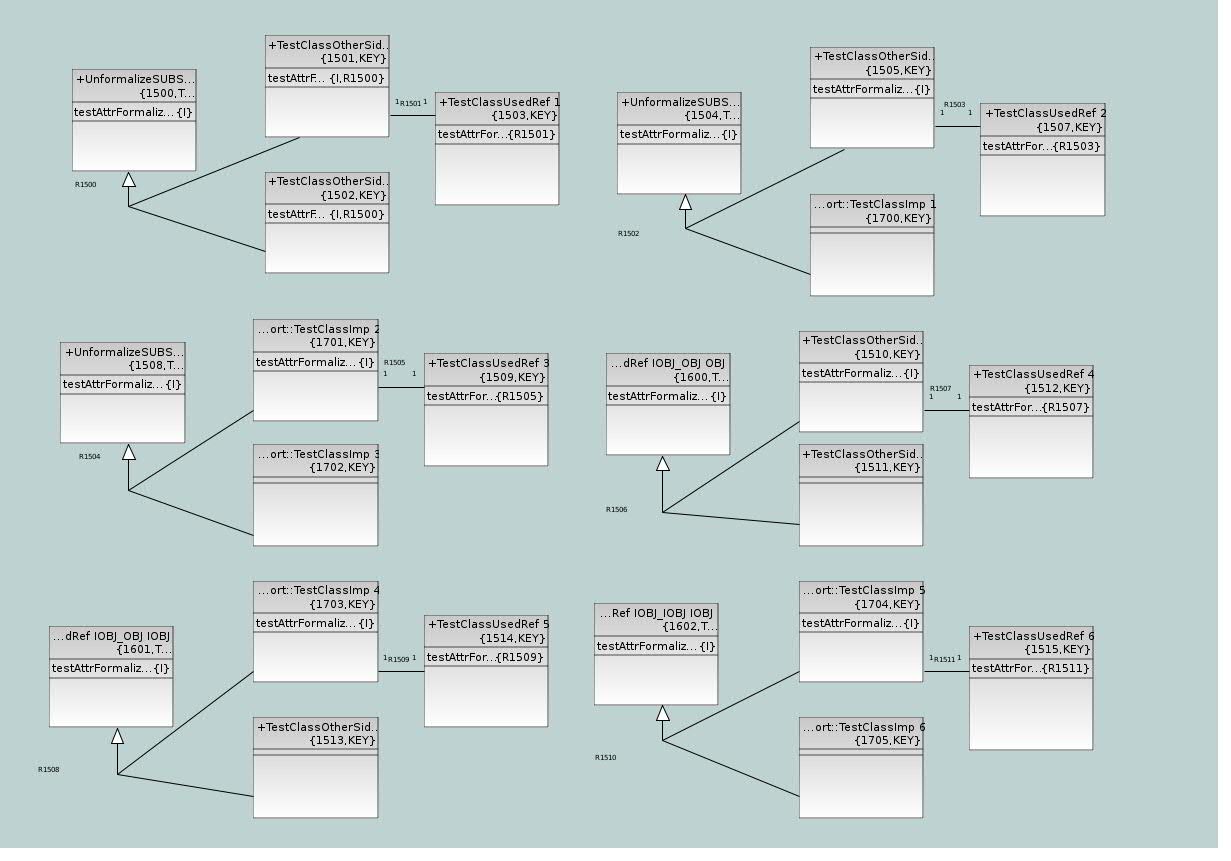 +UnformalizeSUBS...
{1500,T...
testAttrFormaliz... {I}
R1500
+TestClassOtherSid..
{1501,KEY}
testAttrF... {I,R1500}
1 R1501 1
+TestClassUsedRef 1
{1503,KEY}
testAttrFor...{R1501}
+TestClassOtherSid..
{1502,KEY}
testAttrF... {I,R1500}
+UnformalizeSUBS...
{1504,T...
testAttrFormaliz...{I}
R1502
+TestClassOtherSid.
{1505,KEY}
testAttrFormaliz...{I}
R1503
1 1
+TestClassUsedRef 2
{1507,KEY}
testAttrFor...{R1503}
...ort::TestClassImp 1
{1700,KEY}
+UnformalizeSUBS...
{1508,T...
testAttrFormaliz...{I}
R1504
...ort::TestClassImp 2
{1701,KEY}
testAttrFormaliz...{I}
R1505
1 1
+TestClassUsedRef 3
{1509,KEY}
testAttrFor...{R1505}
...ort::TestClassImp 3
{1702,KEY}
...dRef IOBJ_OBJ OBJ
{1600,T...
testAttrFormaliz...{I}
R1506
+TestClassOtherSid..
{1510,KEY}
testAttrFormaliz...{I}
R1507
1 1
+TestClassUsedRef 4
{1512,KEY}
testAttrFor...{R1507}
+TestClassOtherSid..
{1511,KEY}
...dRef IOBJ_OBJ IOBJ
{1601,T...
testAttrFormaliz...{I}
R1508
...ort::TestClassImp 4
{1703,KEY}
testAttrFormaliz...{I}
1 R1509 1
+TestClassUsedRef 5
{1514,KEY}
testAttrFor...{R1509}
+TestClassOtherSid..
{1513,KEY}
...Ref IOBJ_IOBJ IOBJ
{1602,T...
testAttrFormaliz...{I}
R1510
...ort::TestClassImp 5
{1704,KEY}
testAttrFormaliz...{I}
1 R1511 1
+TestClassUsedRef 6
{1515,KEY}
testAttrFor...{R1511}
...ort::TestClassImp 6
{1705,KEY}